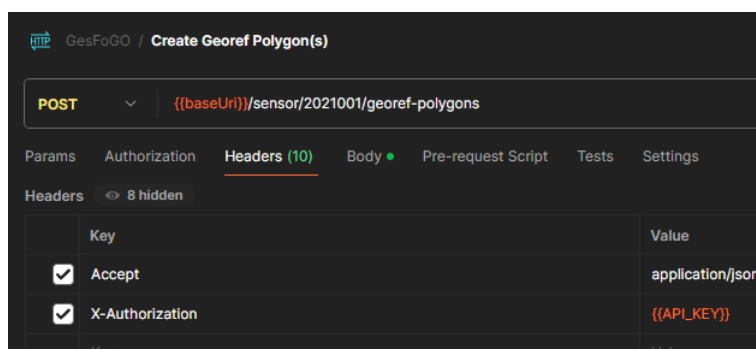 HTTP GesFoGO / Create Georef Polygon(s)
POST {{baseUri}}/sensor/2021001/georef-polygons
Params Authorization Headers (10) Body Pre-request Script Tests Settings
Headers 8 hidden
Key Value
Accept application/json
X-Authorization {{API_KEY}}